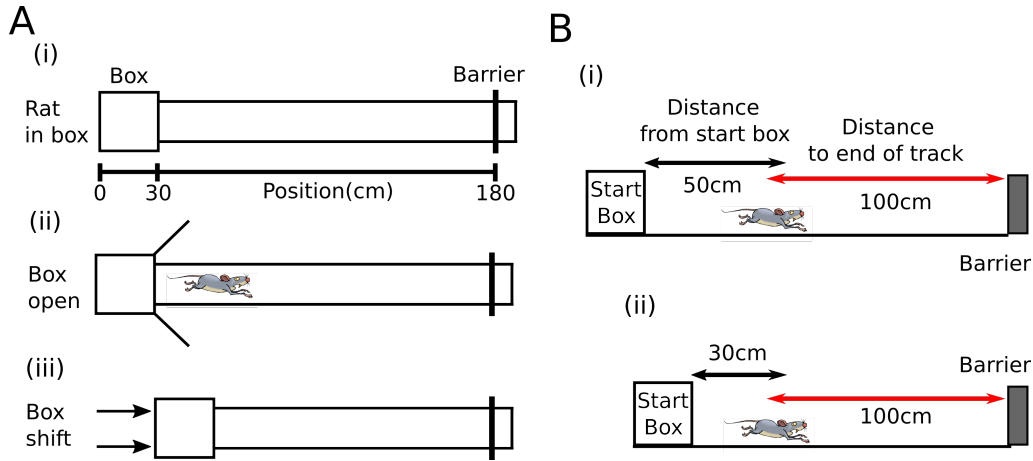 A
(i)
Box
Barrier
Rat
in box
0
30
Position(cm)
180
(ii)
Box
open
(iii)
Box
shift
B
(i)
Distance
from start box
Distance
to end of track
Start
Box
50cm
100cm
Barrier
(ii)
30cm
Barrier
Start
Box
100cm